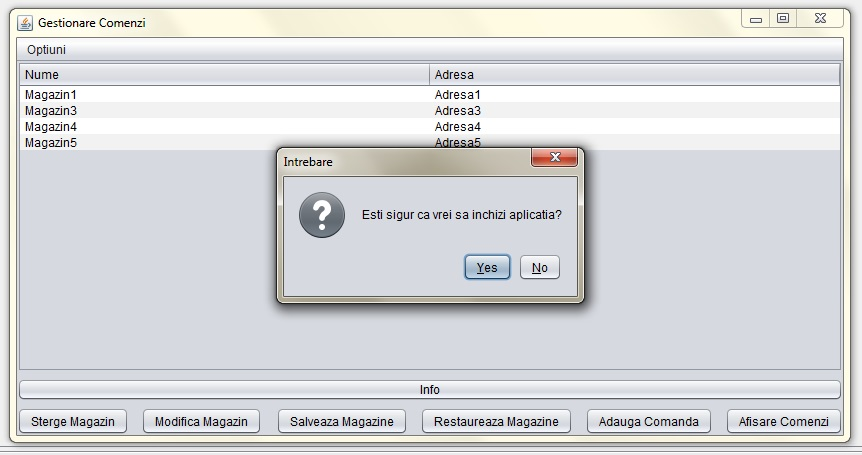 Gestionare Comenzi
Optiuni
Nume Adresa
Magazin1 Adresa1
Magazin3 Adresa3
Magazin4 Adresa4
Magazin5 Adresa5
Intrebare
Esti sigur ca vrei sa inchizi aplicatia?
Yes No
Info
Sterge Magazin Modifica Magazin Salveaza Magazine Restaureaza Magazine Adauga Comanda Afisare Comenzi